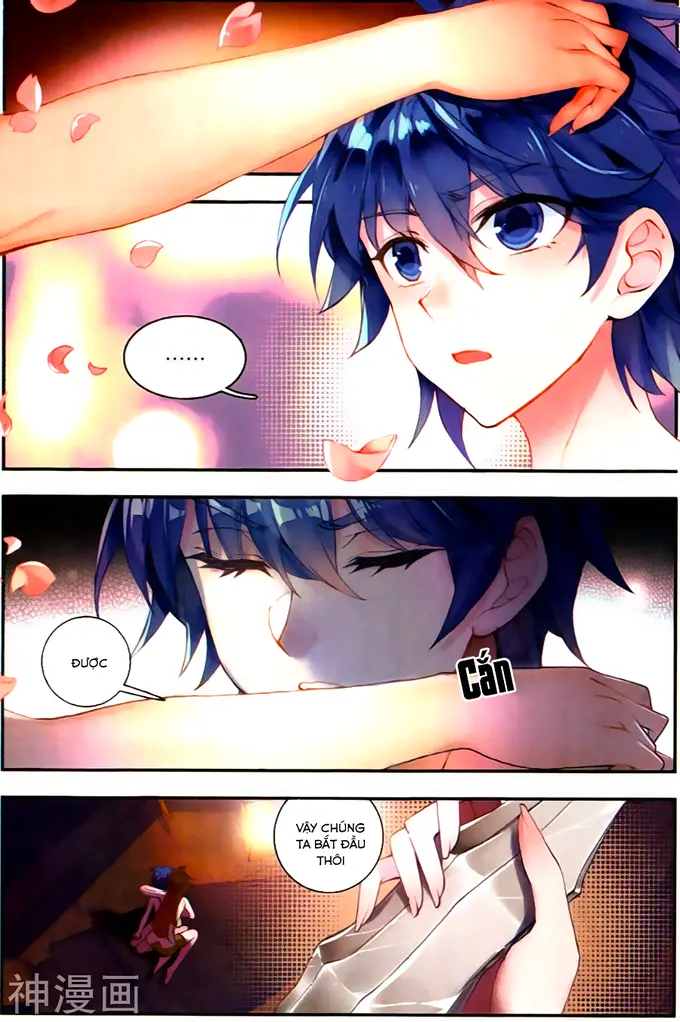 ......
ĐƯỢC
Cắn
VẬY CHÚNG
TA BẮT ĐẦU
THÔI
神漫画